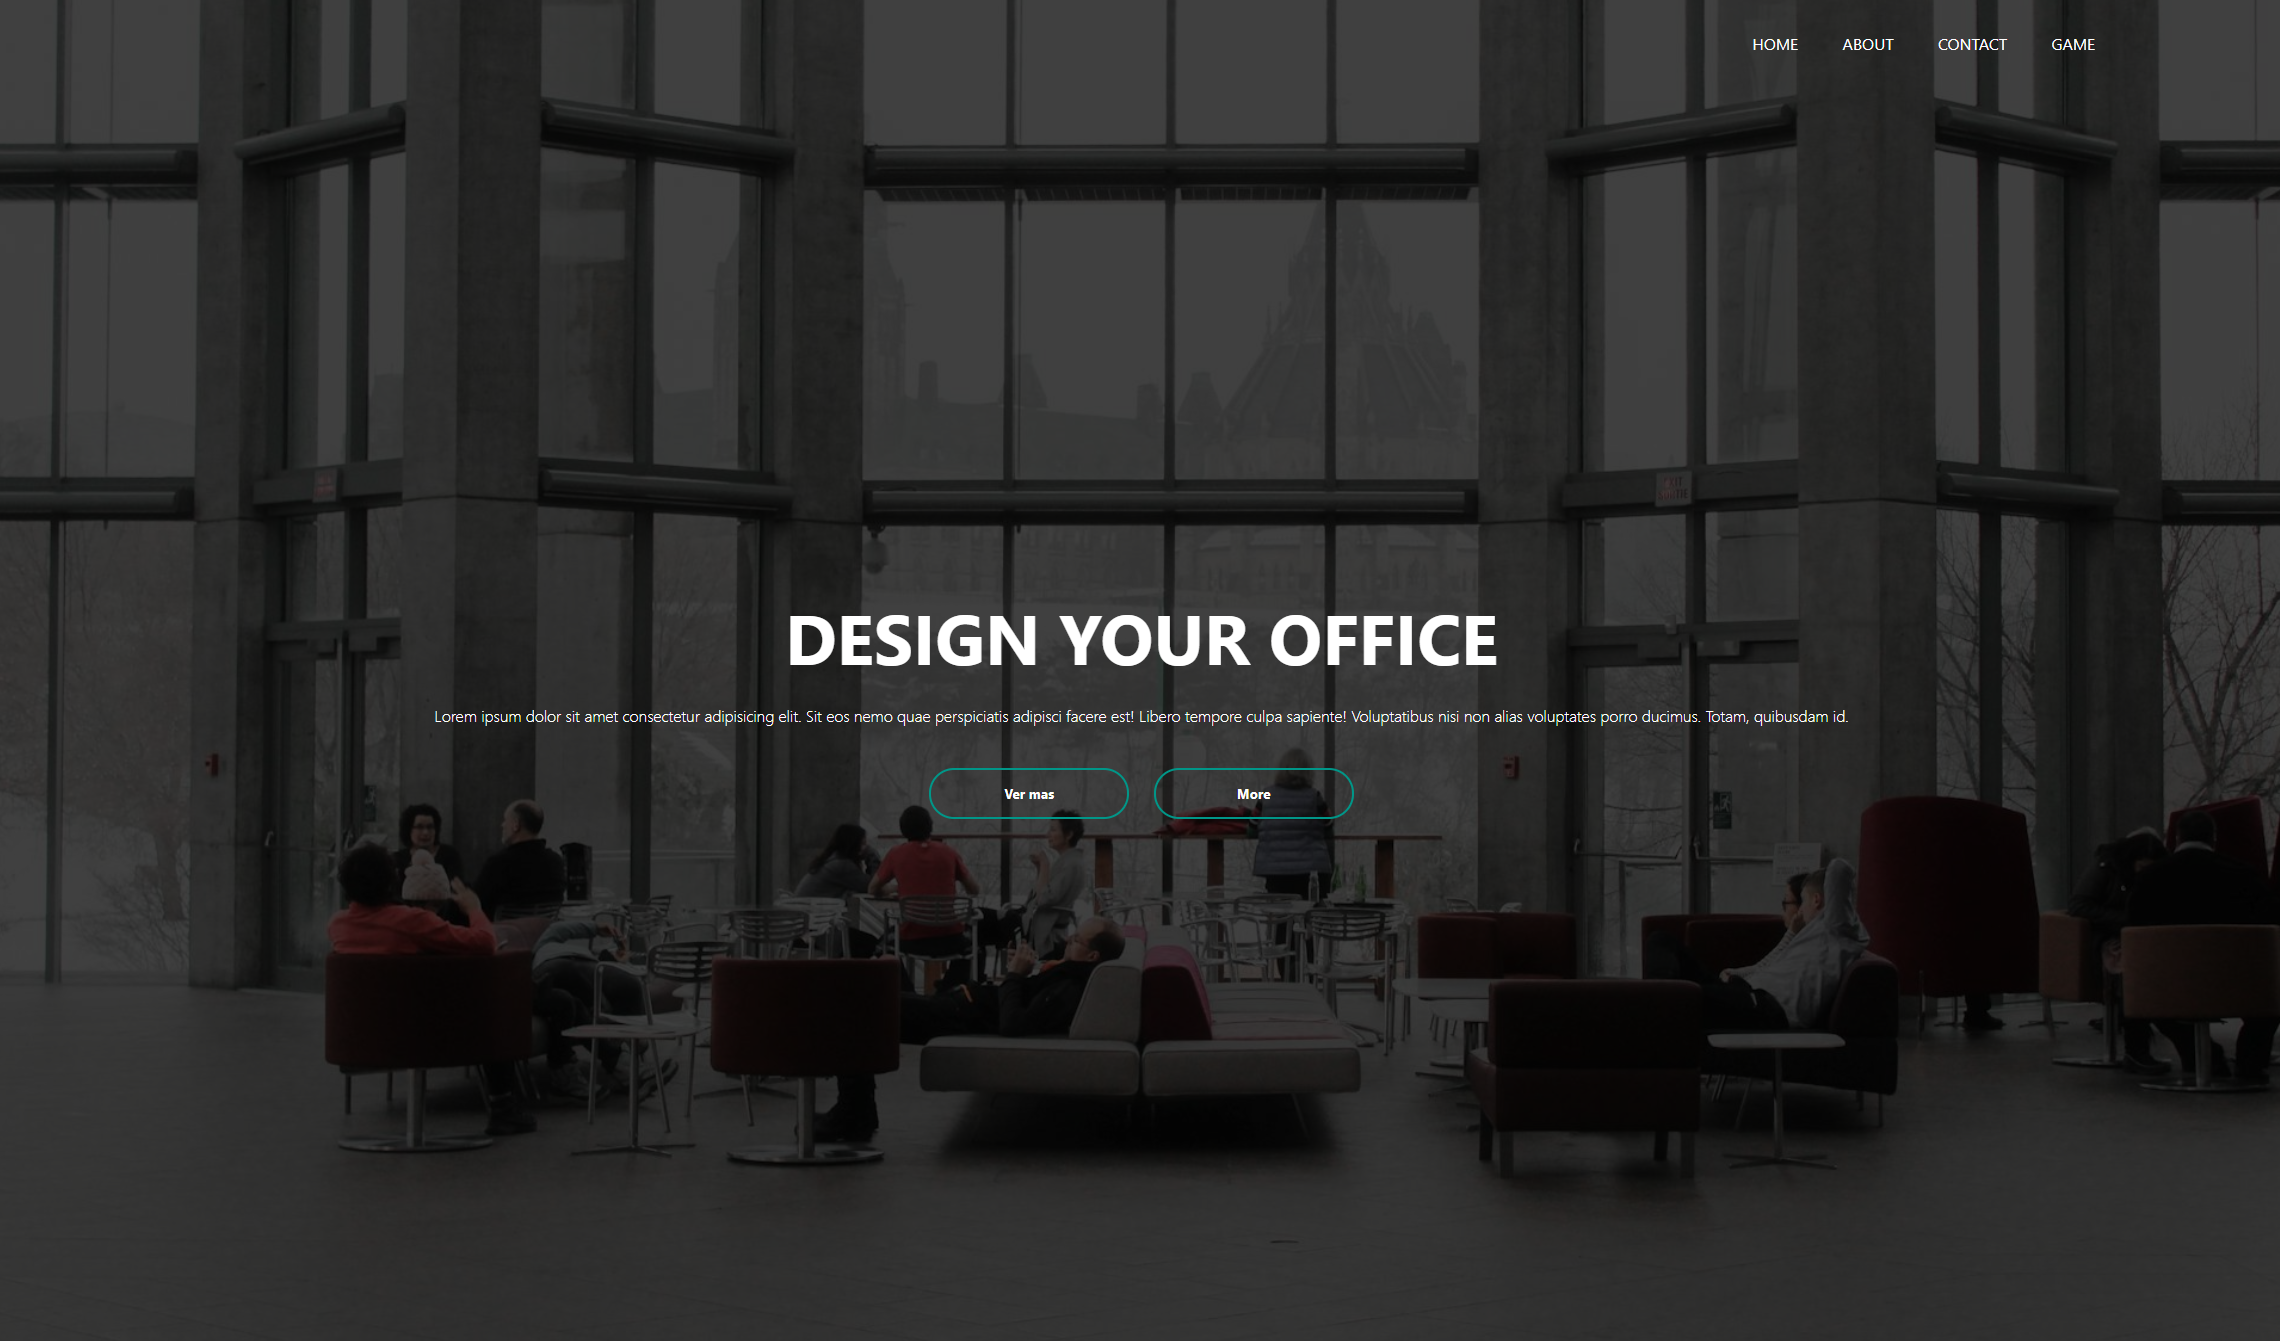 HOME ABOUT CONTACT GAME
DESIGN YOUR OFFICE
Lorem ipsum dolor sit amet consectetur adipisicing elit. Sit eos nemo quae perspiciatis adipisci facere est! Libero tempore culpa sapiente! Voluptatibus nisi non alias voluptates porro ducimus. Totam, quibusdam id.
Ver mas More